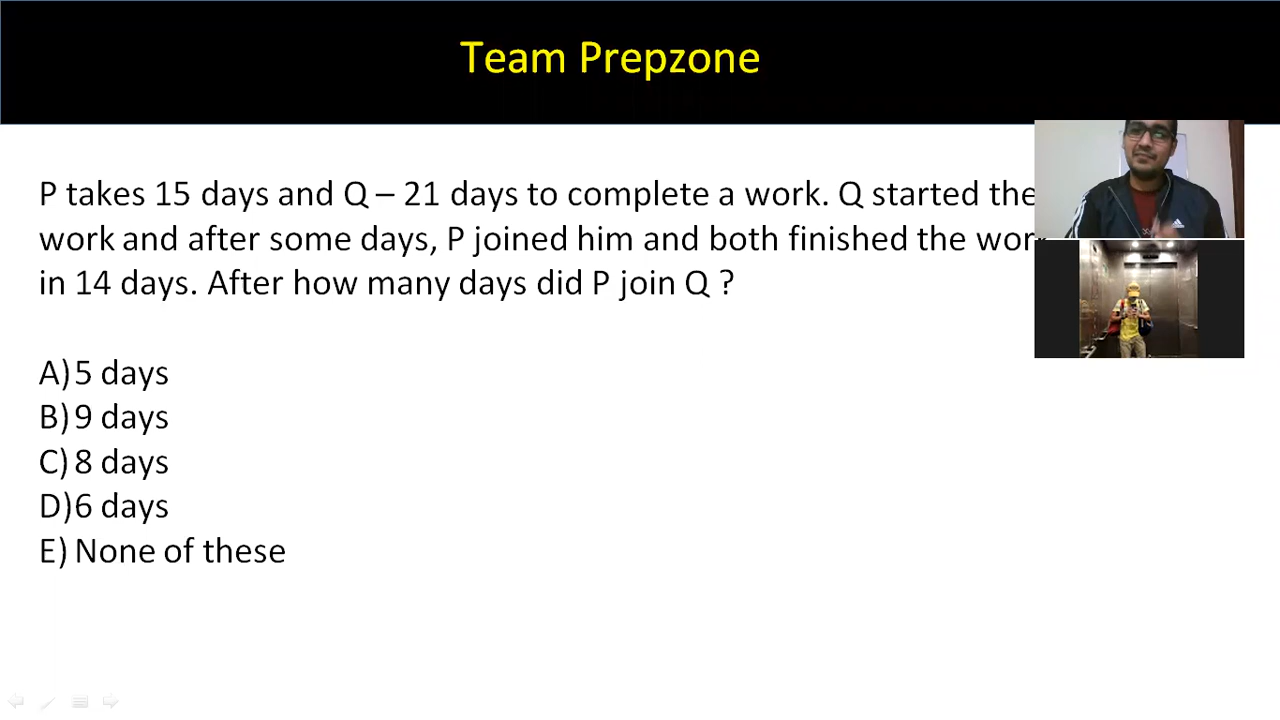 Team Prepzone
P takes 15 days and Q – 21 days to complete a work. Q started the
work and after some days, P joined him and both finished the work
in 14 days. After how many days did P join Q ?
A) 5 days
B) 9 days
C) 8 days
D) 6 days
E) None of these